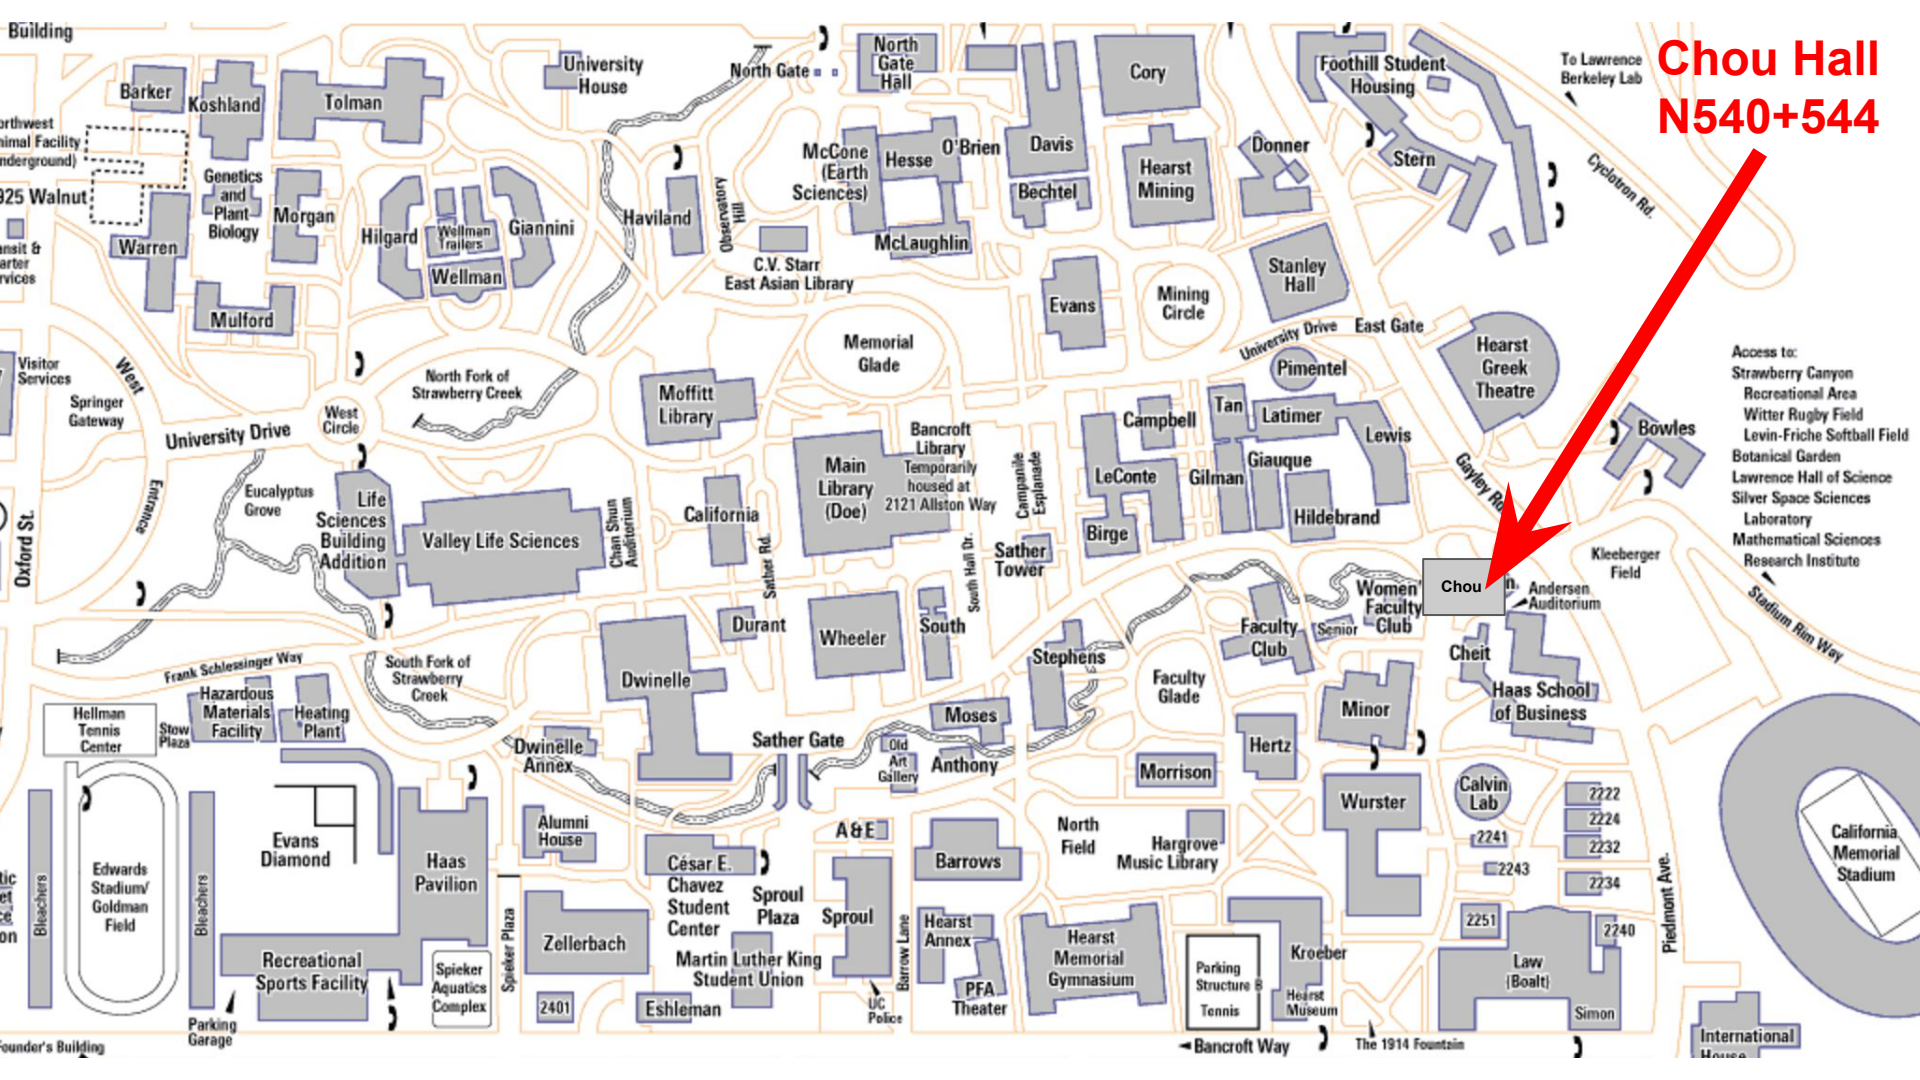 Building
Barker
Koshland
Tolman
University
House
North Gate
North
Gate
Hall
Cory
Foothill Student
Housing
To Lawrence
Berkeley Lab
Chou Hall
N540+544
Genetics
and
Plant
Biology
925 Walnut
Morgan
Warren
Mulford
Hilgard
Wellman
Trailers
Wellman
Giannini
Haviland
Observatory
Hill
McCone
(Earth
Sciences)
Hesse
O'Brien
McLaughlin
C.V. Starr
East Asian Library
Davis
Bechtel
Hearst
Mining
Donner
Stern
Cyclotron Rd.
Stanley
Hall
Evans
Mining
Circle
University Drive
East Gate
Hearst
Greek
Theatre
Pimentel
Visitor
Services
Springer
Gateway
West
Entrance
West
Circle
University Drive
North Fork of
Strawberry Creek
Memorial
Glade
Moffitt
Library
Main
Library
(Doe)
Bancroft
Library
Temporarily
housed at
2121 Allston Way
Campanile
Esplanade
Campbell
Tan
Latimer
Lewis
LeConte
Gilman
Giauque
Hildebrand
Birge
Gayley Rd
Bowles
Access to:
Strawberry Canyon
Recreational Area
Witter Rugby Field
Levin-Friche Softball Field
Botanical Garden
Lawrence Hall of Science
Silver Space Sciences
Laboratory
Mathematical Sciences
Research Institute
Oxford St.
Eucalyptus
Grove
Life
Sciences
Building
Addition
Valley Life Sciences
Chan Shun
Auditorium
California
Sather Rd.
South Hall Dr.
Sather
Tower
Kleeberger
Field
Chou
Women'
Faculty
Club
Andersen
Auditorium
Stadium Rim Way
Durant
Wheeler
South
Stephens
Faculty
Club
Senior
Cheit
Haas School
of Business
Frank Schlessinger Way
South Fork of
Strawberry
Creek
Dwinelle
Faculty
Glade
Minor
Hellman
Tennis
Center
Stow
Plaza
Hazardous
Materials
Facility
Heating
Plant
Dwinelle
Annex
Sather Gate
Moses
Old
Art
Gallery
Anthony
Hertz
Morrison
Wurster
Calvin
Lab
2222
2224
2232
2234
2241
2243
California
Memorial
Stadium
Bleachers
Edwards
Stadium/
Goldman
Field
Bleachers
Evans
Diamond
Haas
Pavilion
Alumni
House
César E.
Chavez
Student
Center
A&E
Sproul
Plaza
Sproul
Barrows
North
Field
Hargrove
Music Library
Spieker Plaza
Zellerbach
Martin Luther King
Student Union
Barrow Lane
Hearst
Annex
PFA
Theater
Hearst
Memorial
Gymnasium
Parking
Structure B
Tennis
Kroeber
Hearst
Museum
2251
2240
Law
(Boalt)
Simon
Piedmont Ave.
Recreational
Sports Facility
Spieker
Aquatics
Complex
2401
Eshleman
UC
Police
Parking
Garage
Founder's Building
Bancroft Way
The 1914 Fountain
International
House